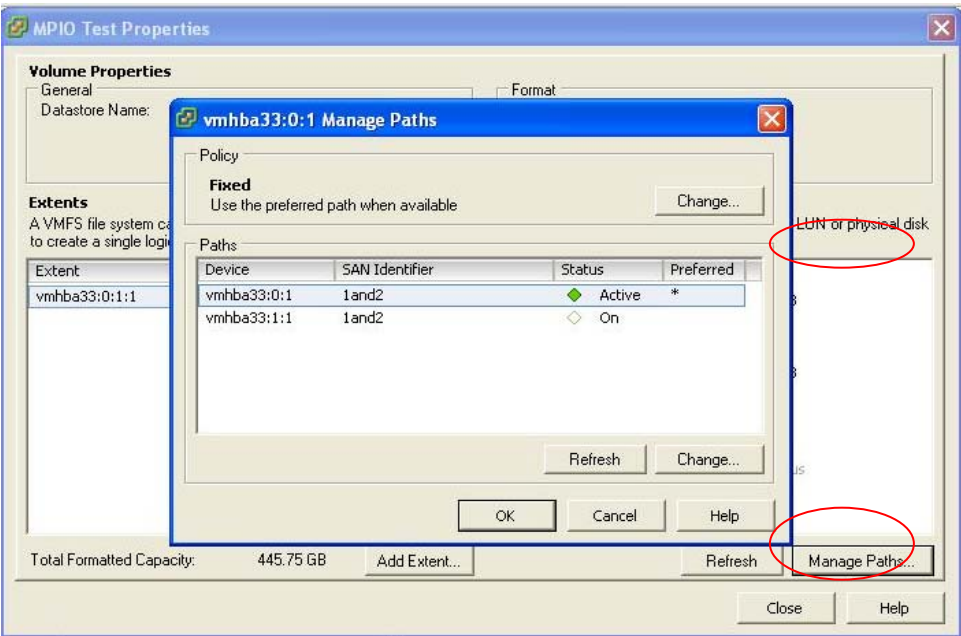 MPIO Test Properties
Volume Properties
General
Format
Datastore Name:
vmhba33:0:1 Manage Paths
Policy
Fixed
Use the preferred path when available
Change...
Extents
A VMFS file system
LUN or physical disk
to create a single
Paths
Extent
Device SAN Identifier Status Preferred
vmhba33:0:1:1
vmhba33:0:1 1and2 Active *
vmhba33:1:1 1and2 On
Refresh Change...
OK Cancel Help
Total Formatted Capacity: 445.75 GB Add Extent... Refresh Manage Paths...
Close Help